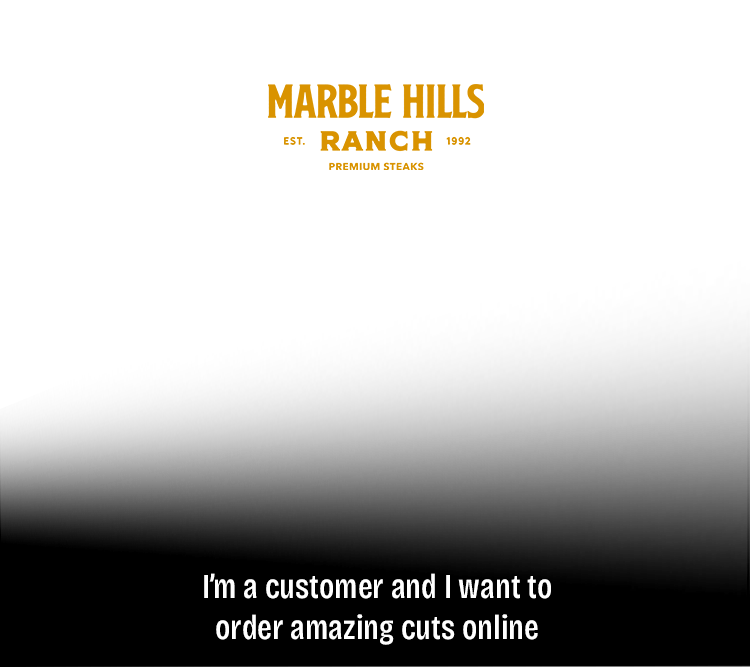 MARBLE HILLS
EST. RANCH 1992
PREMIUM STEAKS
I'm a customer and I want to
order amazing cuts online